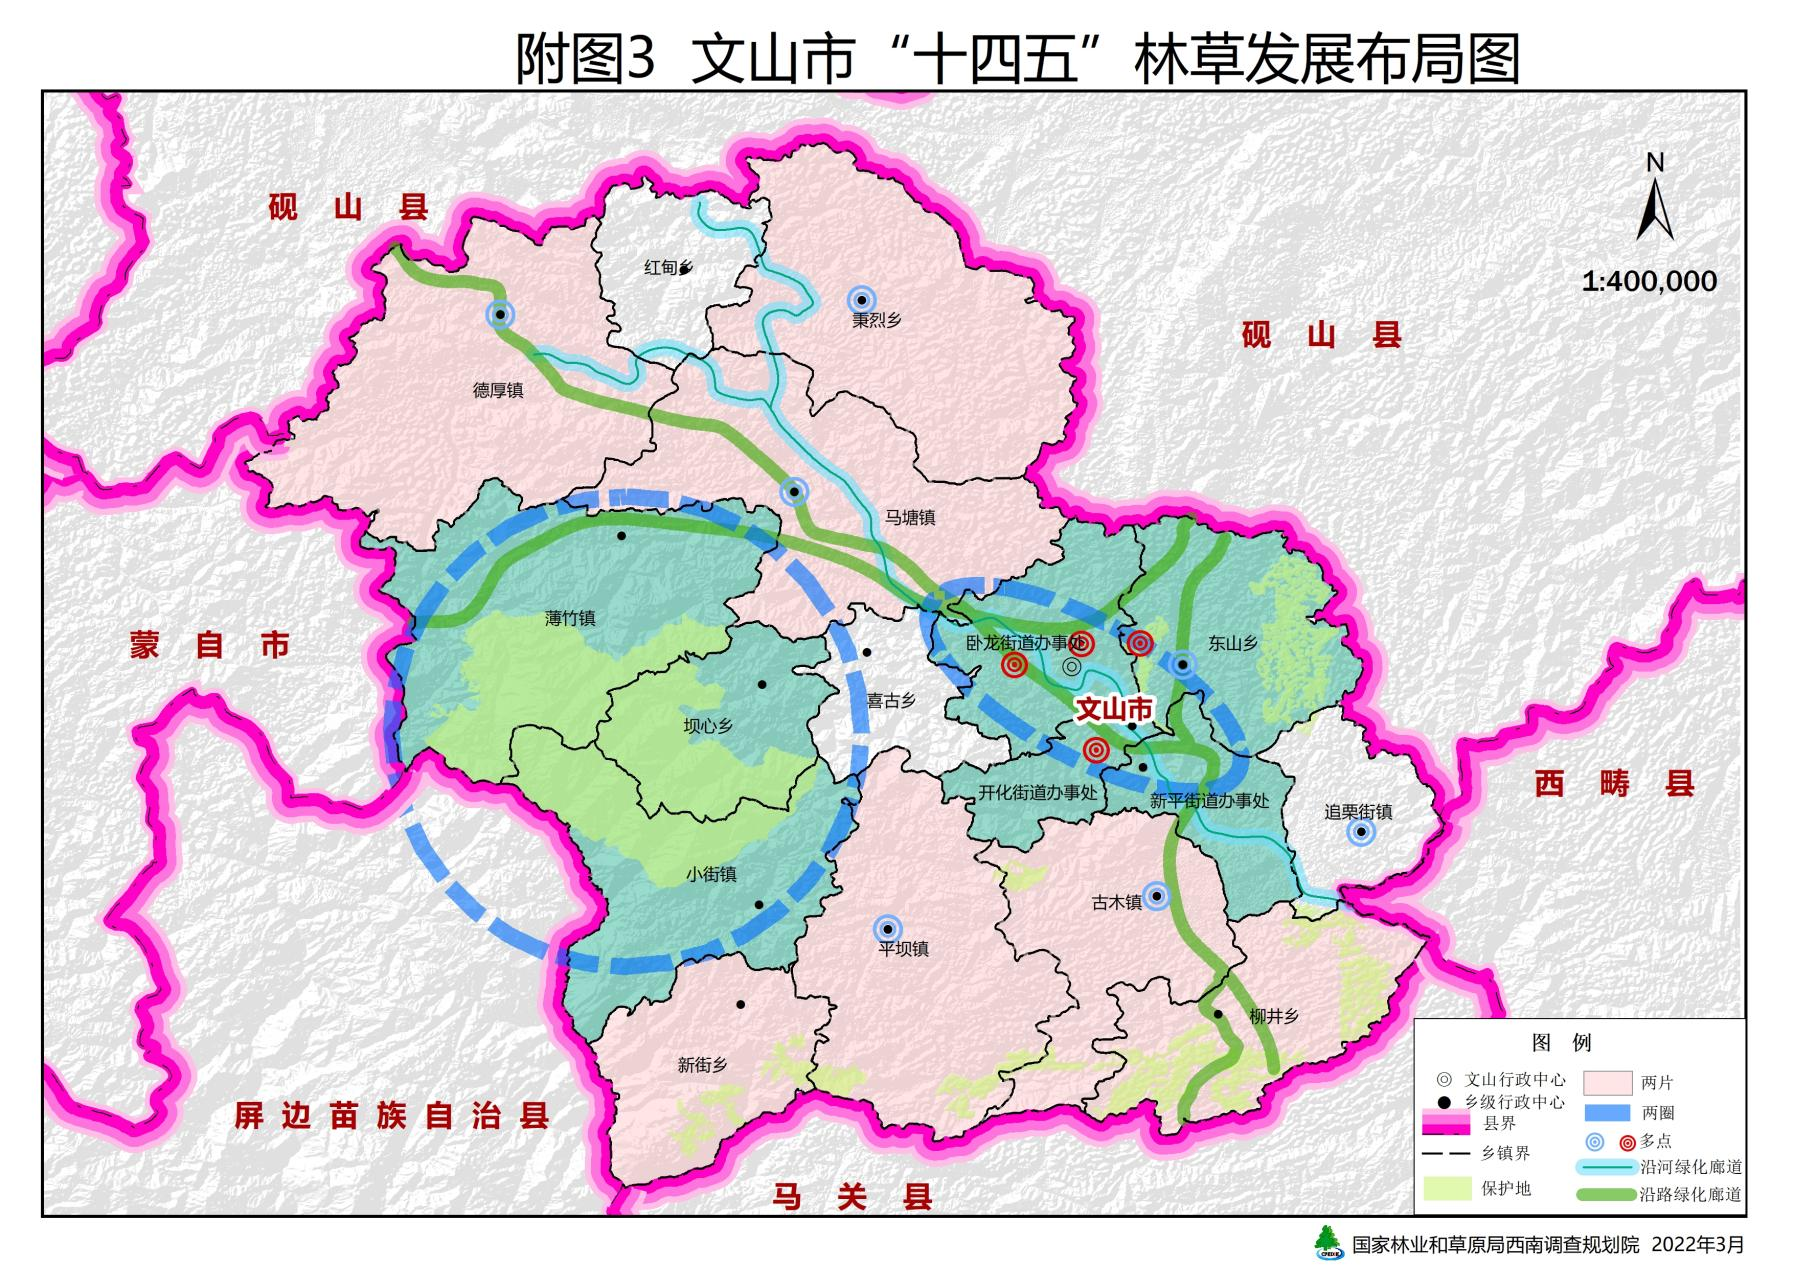 附图3 文山市“十四五”林草发展布局图
N
1:400,000
砚山县
砚山县
红甸乡
秉烈乡
德厚镇
马塘镇
薄竹镇
蒙自市
卧龙街道办事处
东山乡
喜古乡
文山市
坝心乡
西畴县
开化街道办事处
新平街道办事处
追栗街镇
小街镇
古木镇
平坝镇
柳井乡
新街乡
屏边苗族自治县
马关县
图例
文山行政中心
两片
乡级行政中心
两圈
县界
多点
乡镇界
沿河绿化廊道
保护地
沿路绿化廊道
国家林业和草原局西南调查规划院 2022年3月